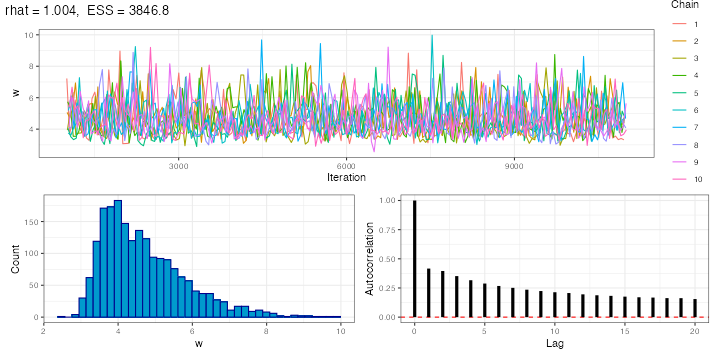 rhat = 1.004, ESS = 3846.8
Chain
1
2
3
4
5
6
7
8
9
10
w
10
8
6
4
3000 6000 9000
Iteration
Count
150
100
50
0
2 4 6 8 10
w
Autocorrelation
1.00
0.75
0.50
0.25
0.00
0 5 10 15 20
Lag